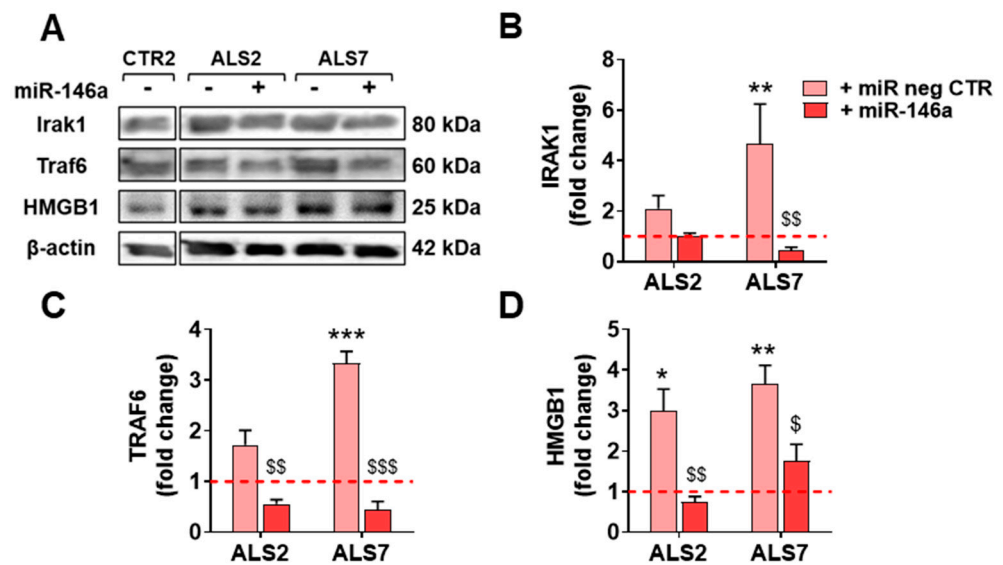 A
CTR2 ALS2 ALS7
miR-146a - - + - +
Irak1 80 kDa
Traf6 60 kDa
HMGB1 25 kDa
β-actin 42 kDa
B
IRAK1
(fold change)
8
6
4
2
0
**
$$
ALS2 ALS7
+ miR neg CTR
+ miR-146a
C
TRAF6
(fold change)
4
3
2
1
0
$$
***
$$$
ALS2 ALS7
D
HMGB1
(fold change)
5
4
3
2
1
0
*
$$
**
$
ALS2 ALS7